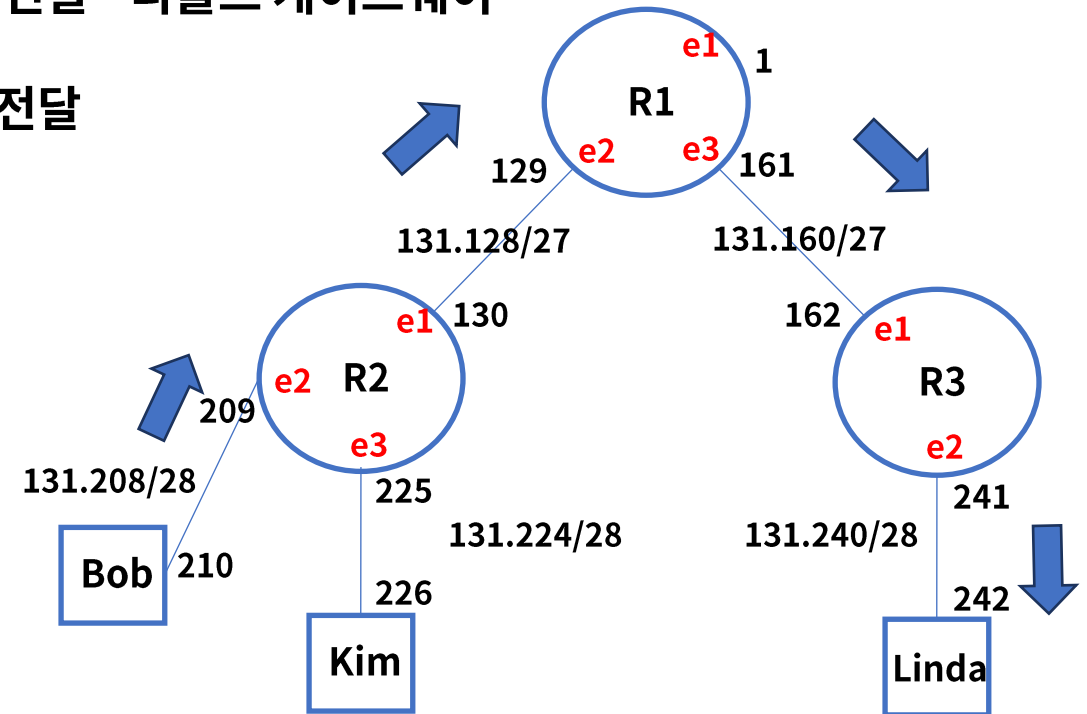 전달
e1
1
R1
e2
e3
129
161
131.128/27
131.160/27
130
162
e1
e1
e2
R2
R3
209
e3
e2
131.208/28
225
241
131.224/28
131.240/28
Bob
210
226
242
Kim
Linda